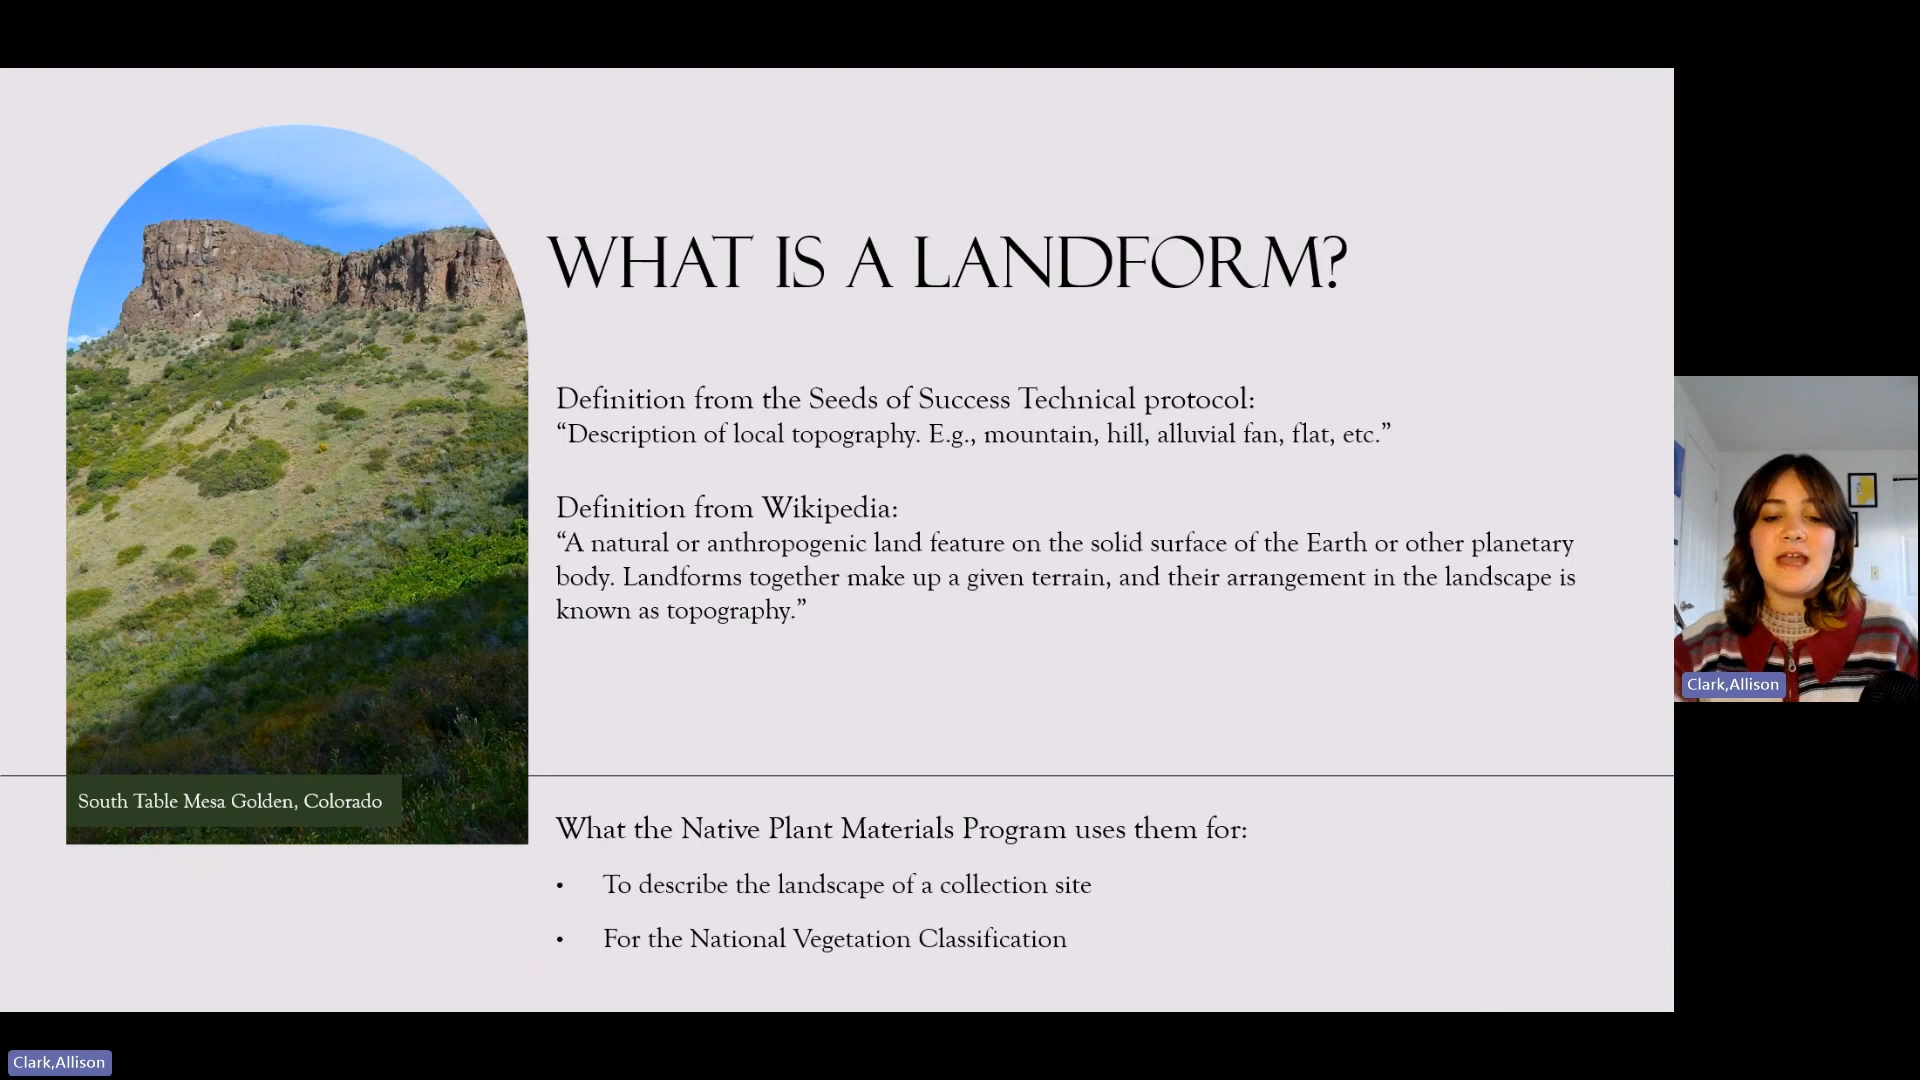 WHAT IS A LANDFORM?
Definition from the Seeds of Success Technical protocol:
“Description of local topography. E.g., mountain, hill, alluvial fan, flat, etc.”
Definition from Wikipedia:
“A natural or anthropogenic land feature on the solid surface of the Earth or other planetary
body. Landforms together make up a given terrain, and their arrangement in the landscape is
known as topography.”
South Table Mesa Golden, Colorado
What the Native Plant Materials Program uses them for:
• To describe the landscape of a collection site
• For the National Vegetation Classification
Clark,Allison
Clark,Allison